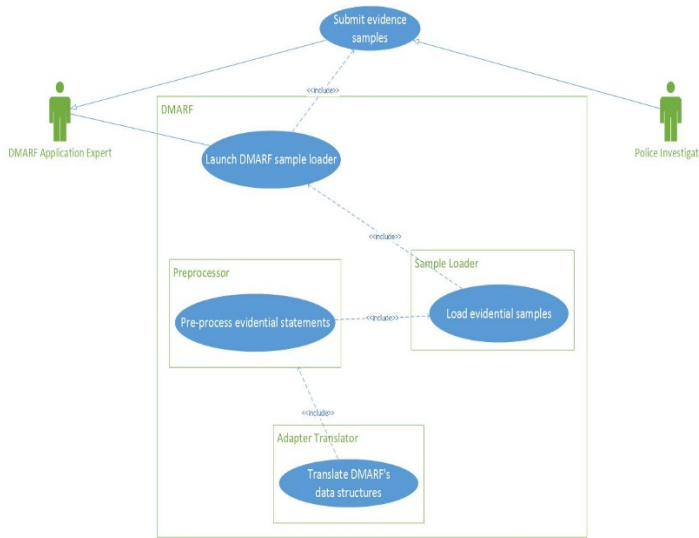 Submit evidence
samples
<<Include>>
DMARF
DMARF Application Expert
Police Investigat
Launch DMARF sample loader
<<Include>>
Preprocessor
Sample Loader
Pre-process evidential statements
<<Include>>
Load evidential samples
<<Include>>
Adapter Translator
Translate DMARF's
data structures